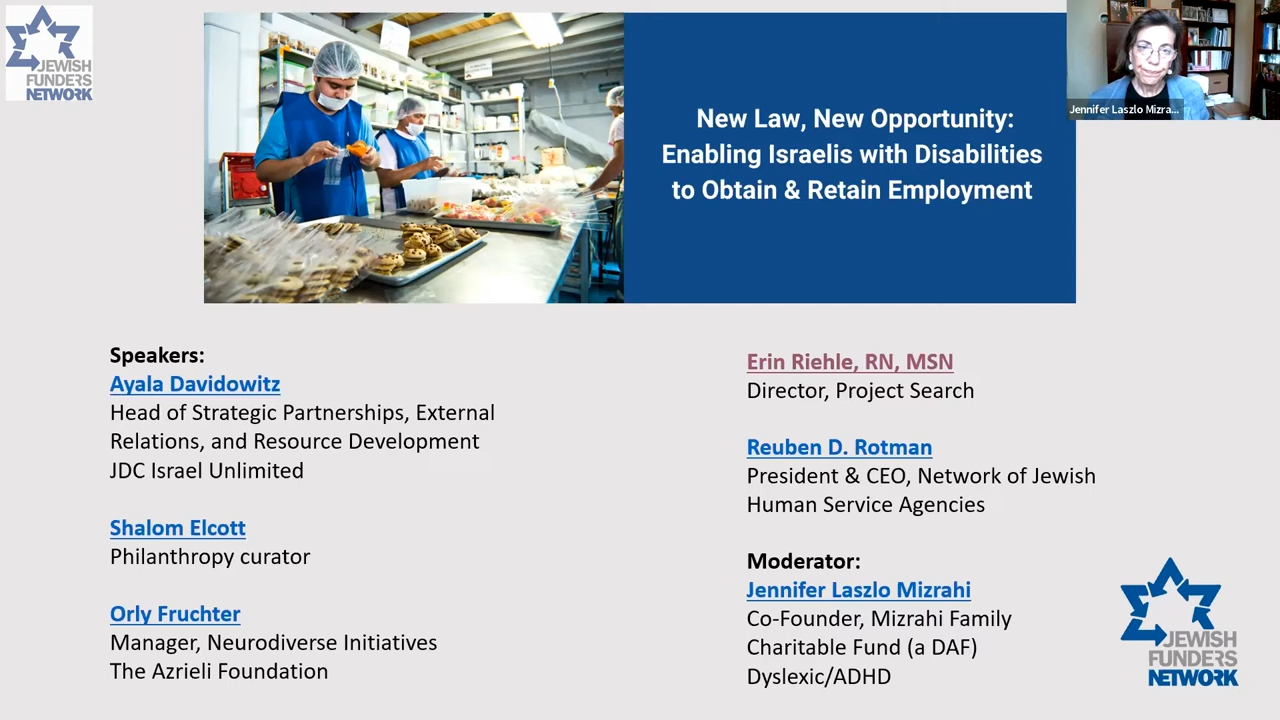 JEWISH
FUNDERS
NETWORK
New Law, New Opportunity:
Enabling Israelis with Disabilities
to Obtain & Retain Employment
Jennifer Laszlo Mizra...
Speakers:
Ayala Davidowitz
Head of Strategic Partnerships, External
Relations, and Resource Development
JDC Israel Unlimited
Shalom Elcott
Philanthropy curator
Orly Fruchter
Manager, Neurodiverse Initiatives
The Azrieli Foundation
Erin Riehle, RN, MSN
Director, Project Search
Reuben D. Rotman
President & CEO, Network of Jewish
Human Service Agencies
Moderator:
Jennifer Laszlo Mizrahi
Co-Founder, Mizrahi Family
Charitable Fund (a DAF)
Dyslexic/ADHD
JEWISH
FUNDERS
NETWORK